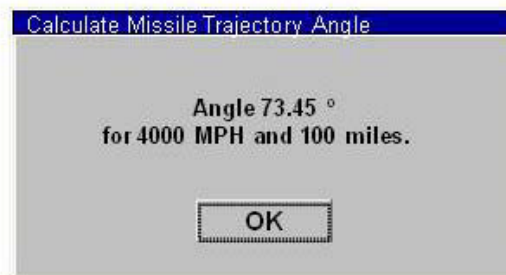 Calculate Missile Trajectory Angle
Angle 73.45 °
for 4000 MPH and 100 miles.
OK